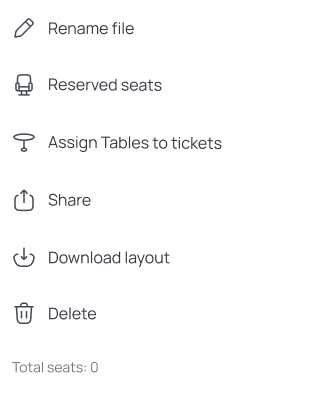 Rename file
Reserved seats
Assign Tables to tickets
Share
Download layout
Delete
Total seats: 0